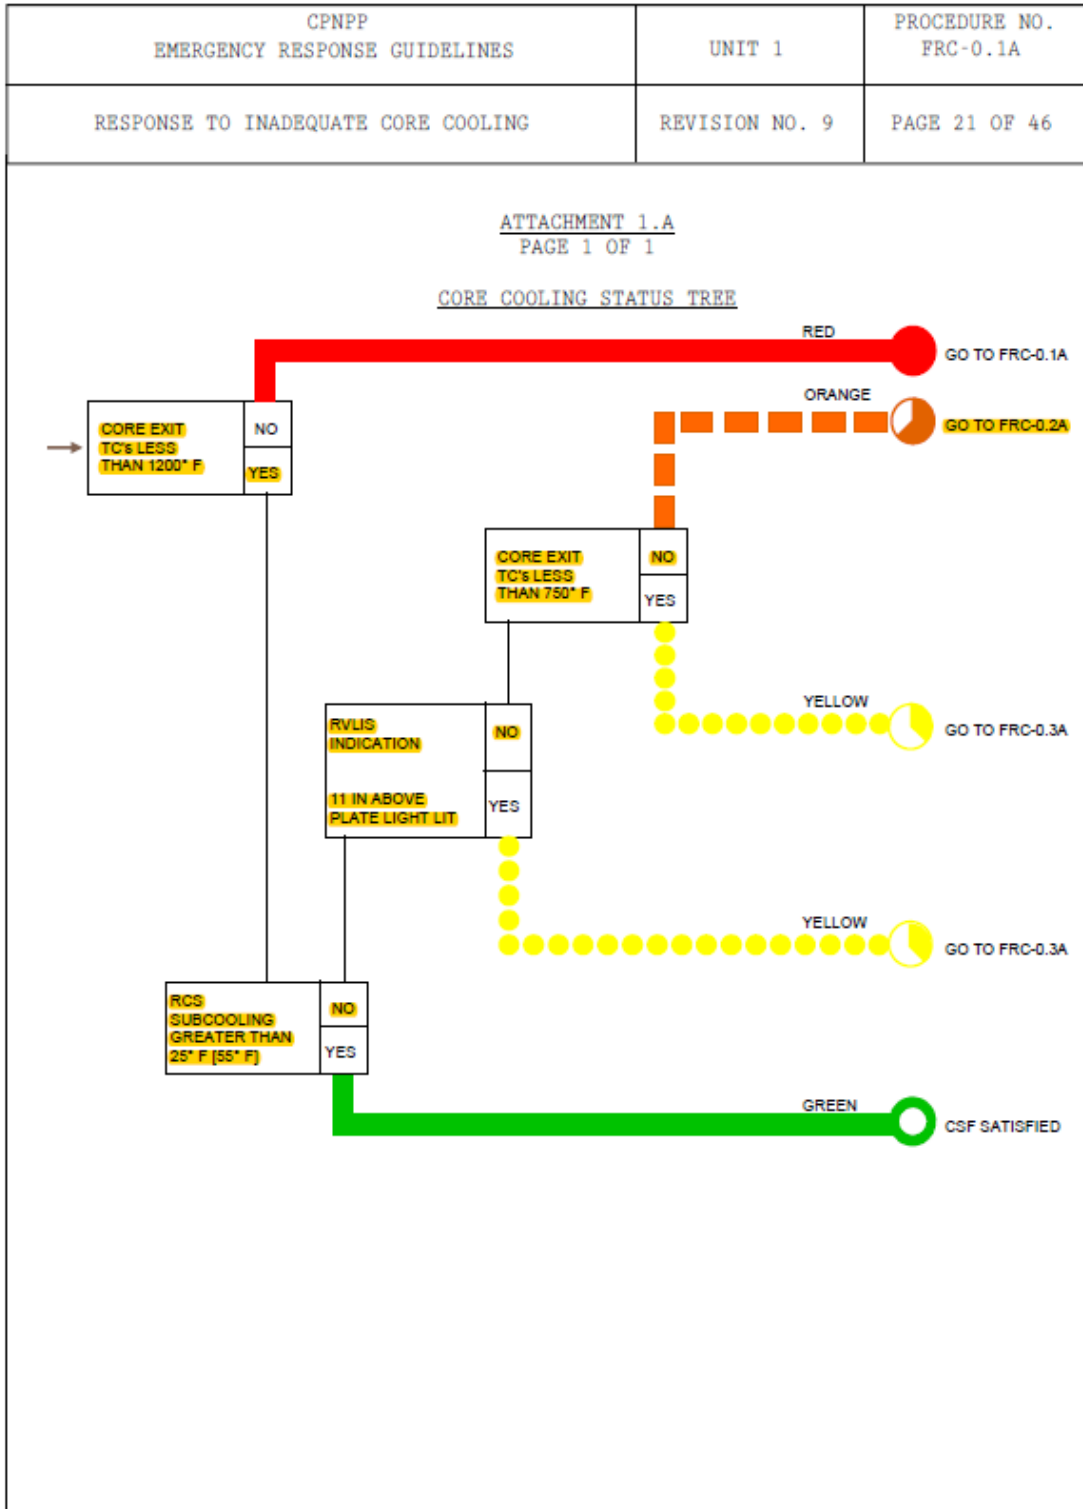 CPNPP
EMERGENCY RESPONSE GUIDELINES
UNIT 1
PROCEDURE NO.
FRC-0.1A
RESPONSE TO INADEQUATE CORE COOLING
REVISION NO. 9
PAGE 21 OF 46
ATTACHMENT 1.A
PAGE 1 OF 1
CORE COOLING STATUS TREE
RED
GO TO FRC-0.1A
ORANGE
GO TO FRC-0.2A
CORE EXIT
TC's LESS
THAN 1200° F
NO
YES
CORE EXIT
TC's LESS
THAN 750° F
NO
YES
YELLOW
GO TO FRC-0.3A
RVLIS
INDICATION
11 IN ABOVE
PLATE LIGHT LIT
NO
YES
YELLOW
GO TO FRC-0.3A
RCS
SUBCOOLING
GREATER THAN
25° F [55° F]
NO
YES
GREEN
CSF SATISFIED